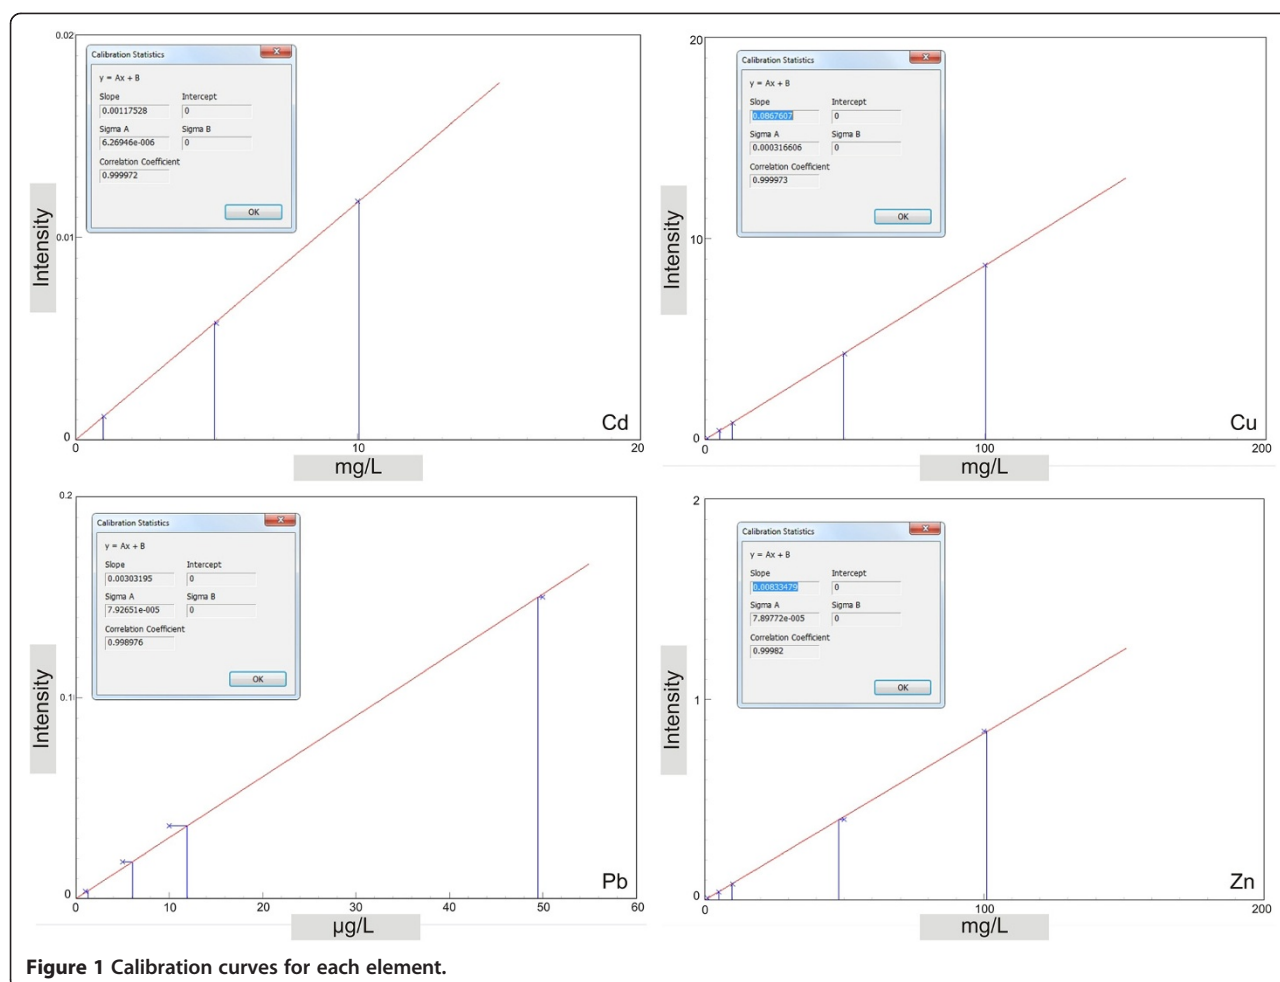 0.02
Calibration Statistics
x
y = Ax + B
Slope Intercept
0.00117528 0
Sigma A Sigma B
6.26946e-006 0
Correlation Coefficient
0.999972
OK
0.01
Intensity
0
Cd
0 10 20
mg/L
20
Calibration Statistics
x
y = Ax + B
Slope Intercept
0.0867607 0
Sigma A Sigma B
0.000316606 0
Correlation Coefficient
0.999973
OK
10
Intensity
0
Cu
0 100 200
mg/L
0.2
Calibration Statistics
x
y = Ax + B
Slope Intercept
0.00303195 0
Sigma A Sigma B
7.92651e-005 0
Correlation Coefficient
0.998976
OK
0.1
Intensity
0
Pb
0 10 20 30 40 50 60
µg/L
2
Calibration Statistics
x
y = Ax + B
Slope Intercept
0.00833479 0
Sigma A Sigma B
7.89772e-005 0
Correlation Coefficient
0.99982
OK
1
Intensity
0
Zn
0 100 200
mg/L
Figure 1 Calibration curves for each element.